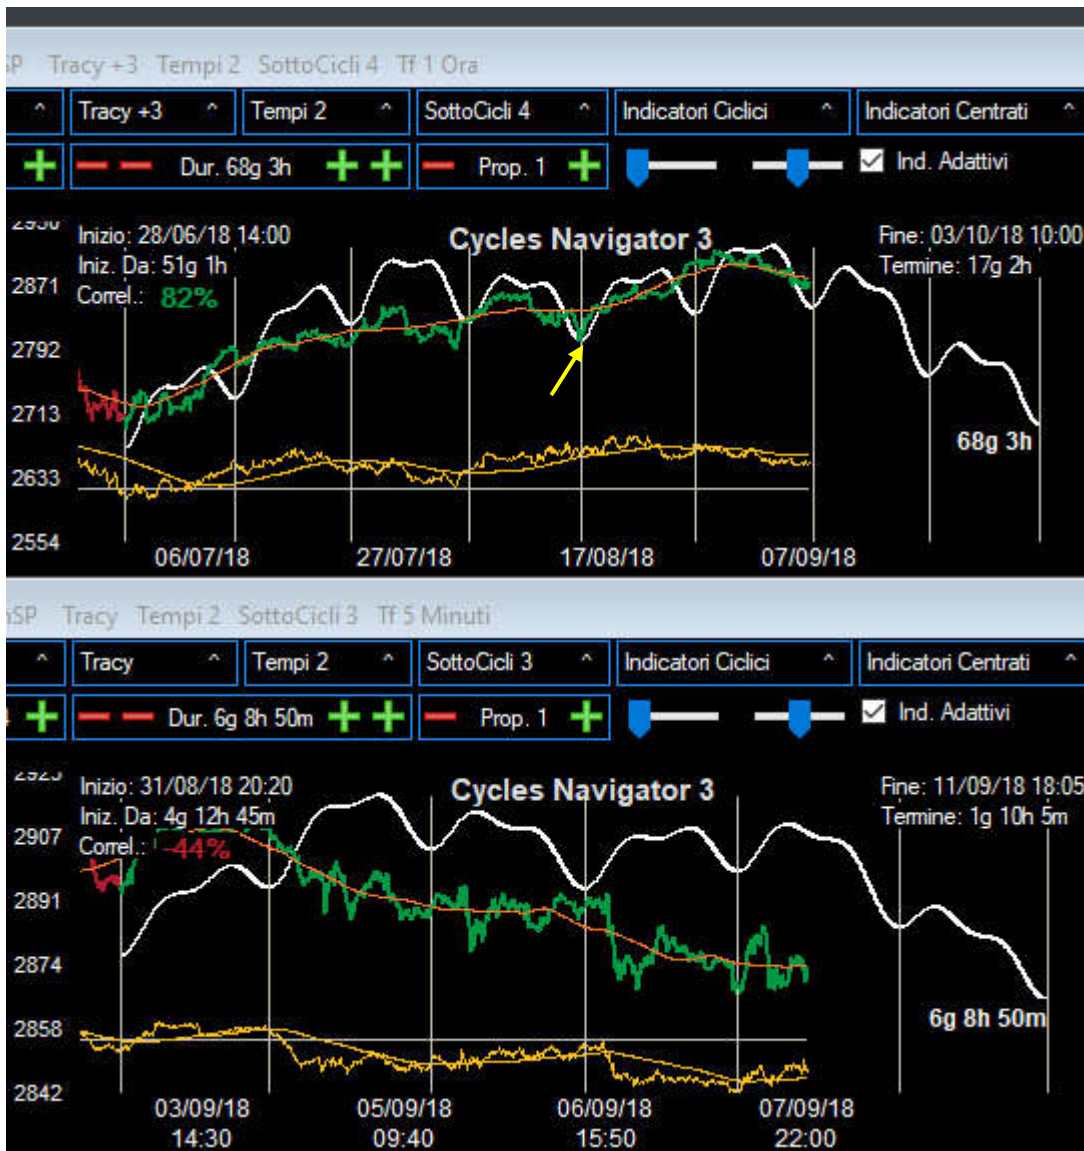 SP Tracy +3 Tempi 2 SottoCicli 4 Tf 1 Ora
^ Tracy +3 ^ Tempi 2 ^ SottoCicli 4 ^ Indicatori Ciclici ^ Indicatori Centrati ^
Dur. 68g 3h Prop. 1 Ind. Adattivi
2950
Inizio: 28/06/18 14:00 Cycles Navigator 3 Fine: 03/10/18 10:00
Iniz. Da: 51g 1h Termine: 17g 2h
2871
Correl.: 82%
2792
2713
68g 3h
2633
2554
06/07/18 27/07/18 17/08/18 07/09/18
SP Tracy Tempi 2 SottoCicli 3 Tf 5 Minuti
^ Tracy ^ Tempi 2 ^ SottoCicli 3 ^ Indicatori Ciclici ^ Indicatori Centrati ^
Dur. 6g 8h 50m Prop. 1 Ind. Adattivi
Inizio: 31/08/18 20:20 Cycles Navigator 3 Fine: 11/09/18 18:05
Iniz. Da: 4g 12h 45m Termine: 1g 10h 5m
2907
Correl.: -44%
2891
2874
2858
6g 8h 50m
2842
03/09/18 05/09/18 06/09/18 07/09/18
14:30 09:40 15:50 22:00